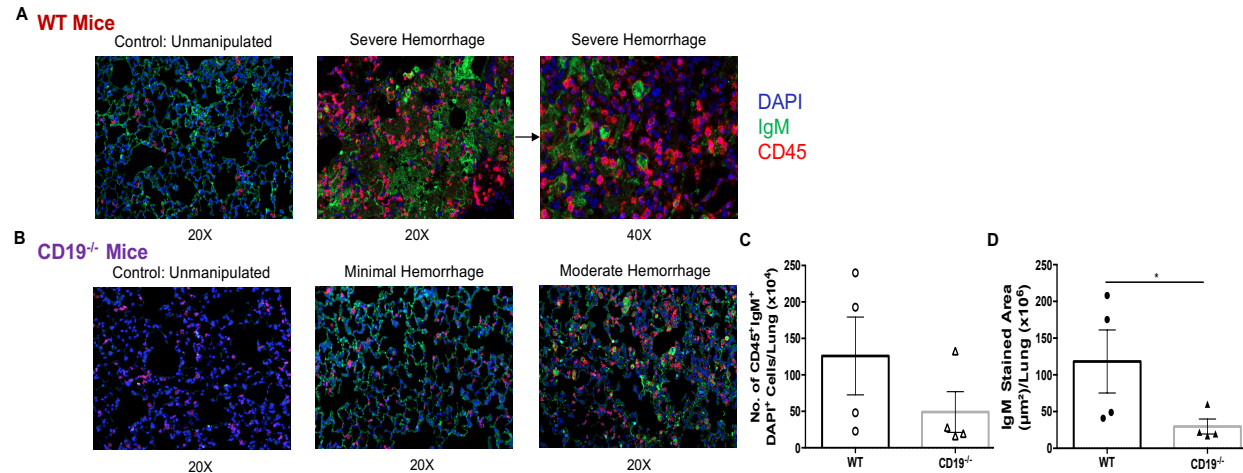 A
WT Mice
Control: Unmanipulated
Severe Hemorrhage
Severe Hemorrhage
DAPI
IgM
CD45
20X
20X
40X
B
CD19-/- Mice
Control: Unmanipulated
Minimal Hemorrhage
Moderate Hemorrhage
20X
20X
20X
C
No. of CD45⁺IgM⁺
DAPI⁺ Cells/Lung (x10⁴)
250
200
150
100
50
0
WT
CD19-/-
D
IgM Stained Area
(µm²)/Lung (x10⁶)
250
200
150
100
50
0
*
WT
CD19-/-